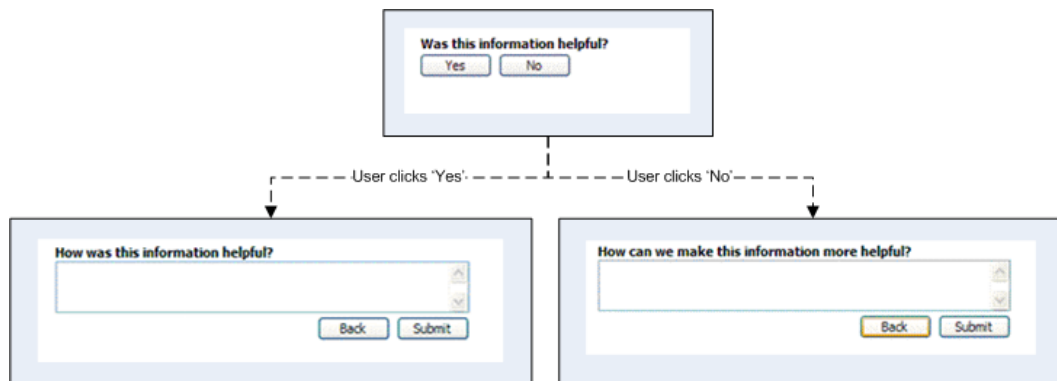 Was this information helpful?
Yes No
User clicks 'Yes' User clicks 'No'
How was this information helpful?
Back Submit
How can we make this information more helpful?
Back Submit